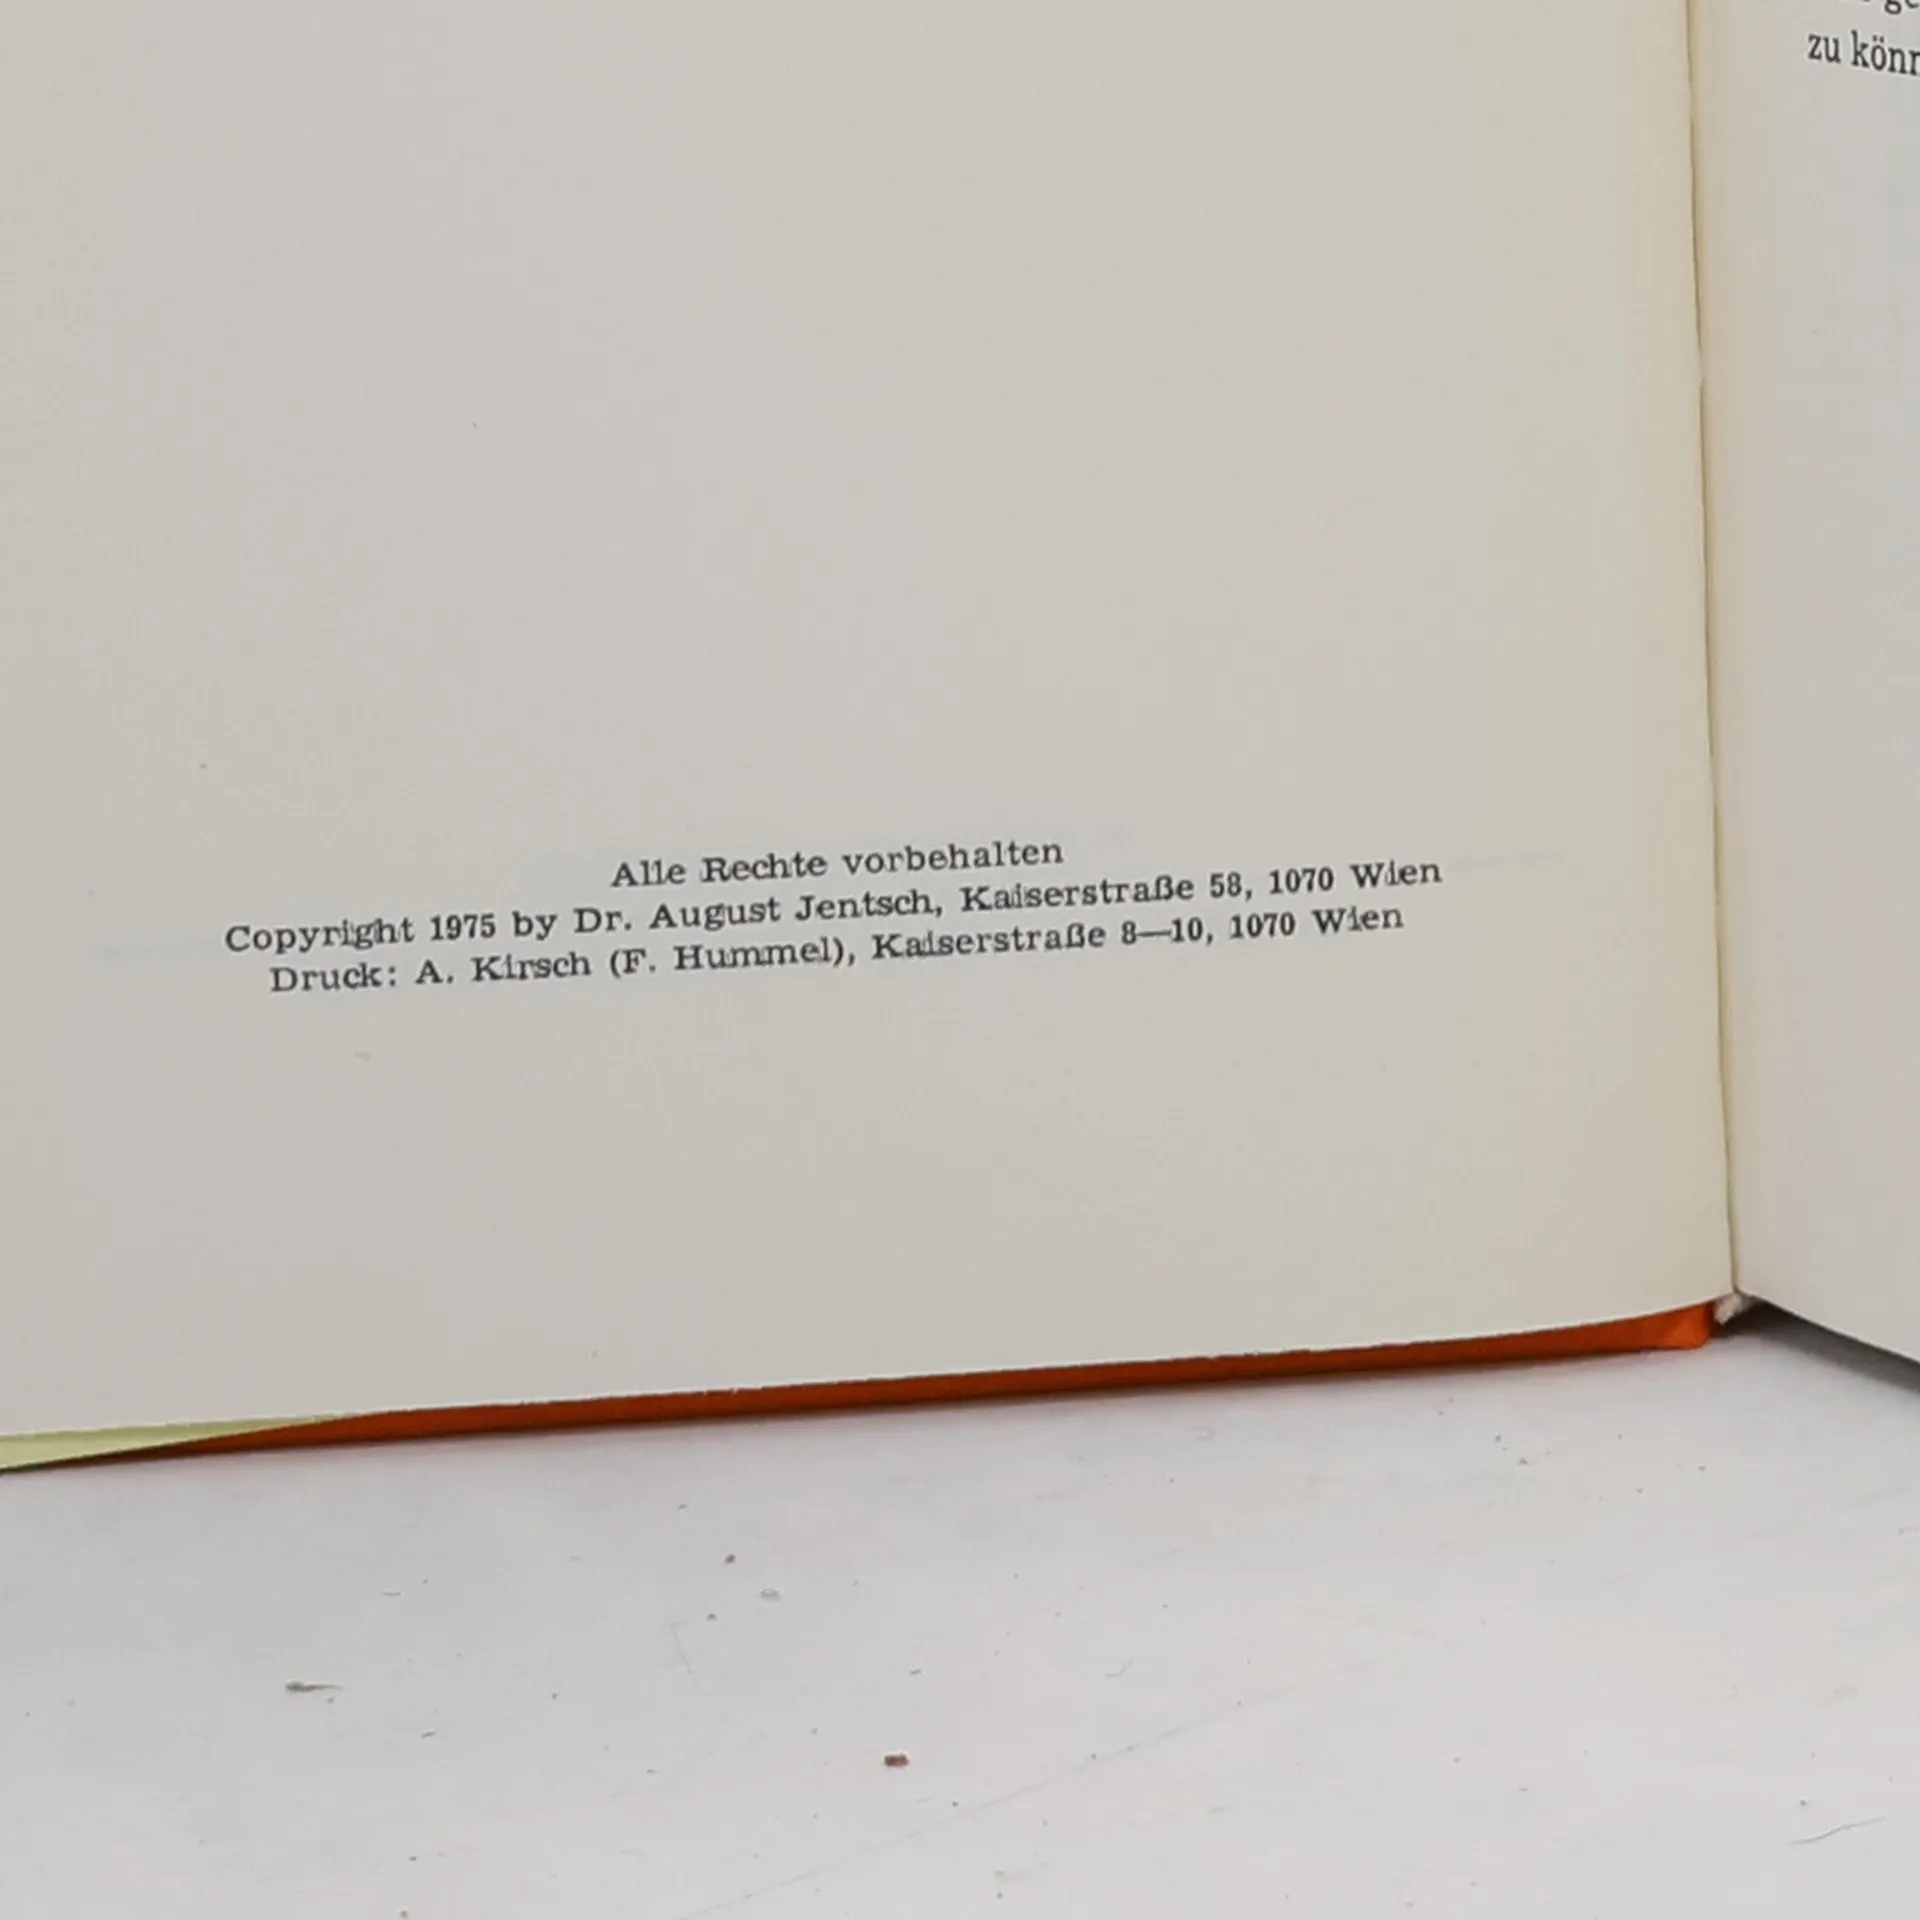 Alle Rechte vorbehalten
Copyright 1975 by Dr. August Jentsch, Kaiserstraße 58, 1070 Wien
Druck: A. Kirsch (F. Hummel), Kaiserstraße 8—10, 1070 Wien
zu